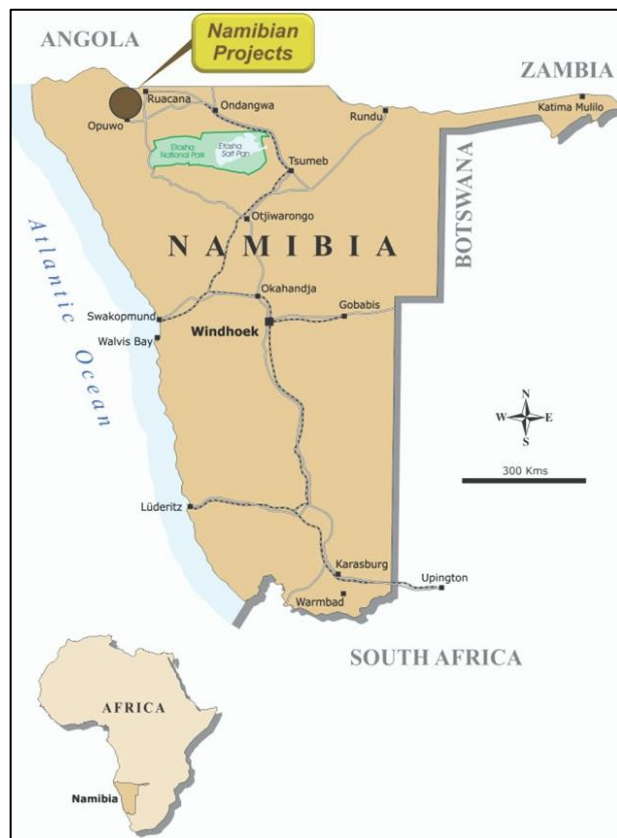 ANGOLA
Namibian
Projects
ZAMBIA
Ruacana
Ondangwa
Rundu
Katima Mulilo
Opuwo
Etosha
National Park
Etosha
Salt Pan
Tsumeb
BOTSWANA
Otjiwarongo
NAMIBIA
Atlantic Ocean
Okahandja
Gobabis
Swakopmund
Windhoek
Walvis Bay
N
W
E
S
300 Kms
Lüderitz
Karasburg
Upington
Warmbad
SOUTH AFRICA
AFRICA
Namibia